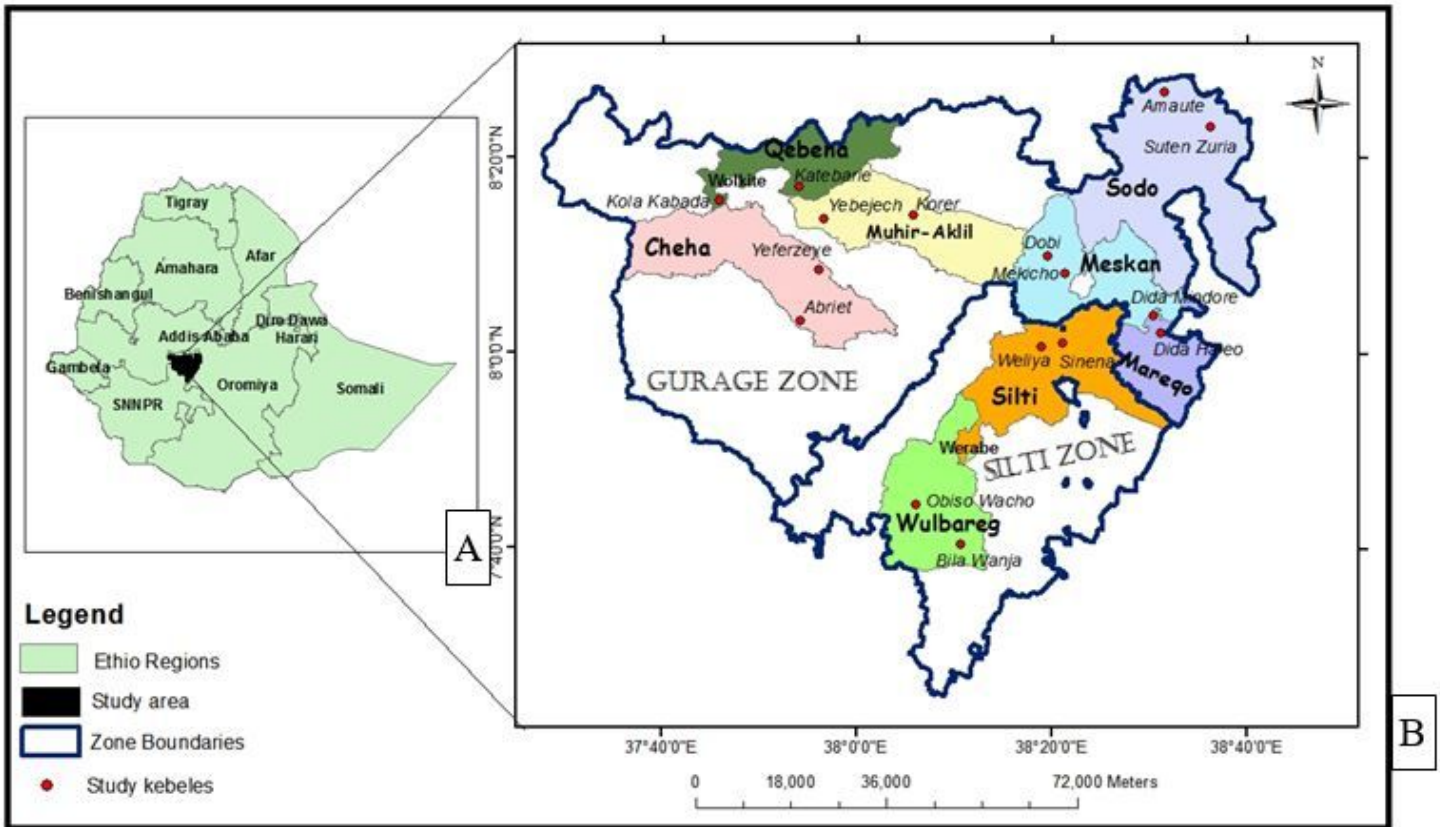 Tigray
Afar
Amahara
Benishangul
Dire Dawa
Addis Ababa
Harari
Gambela
Oromiya
Somali
SNNPR
A
Legend
Ethio Regions
Study area
Zone Boundaries
Study kebeles
N
8°20'0"N
8°0'0"N
7°40'0"N
Amaute
Suten Zuria
Qebena
Katebarie
Wolkite
Sodo
Kola Kabada
Yebejech
Korer
Muhir-Aklil
Cheha
Yeferzeye
Dobi
Meskan
Mekicho
Abriet
Dida Mindore
Dida
Weliya
Sinena
Mareqo
GURAGE ZONE
Silti
Werabe
SILTI ZONE
Obiso Wacho
Wulbareg
Bila Wanja
37°40'0"E
38°0'0"E
38°20'0"E
38°40'0"E
0 18,000 36,000 72,000 Meters
B